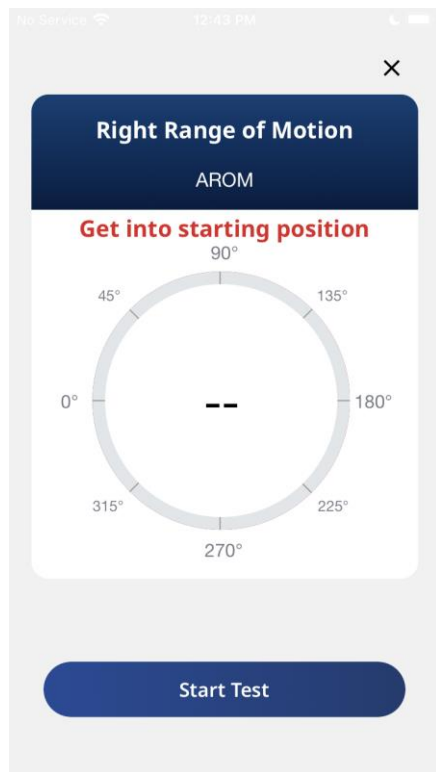 No Service 12:43 PM
×
Right Range of Motion
AROM
Get into starting position
90°
45° 135°
-- 
0° 180°
315° 225°
270°
Start Test